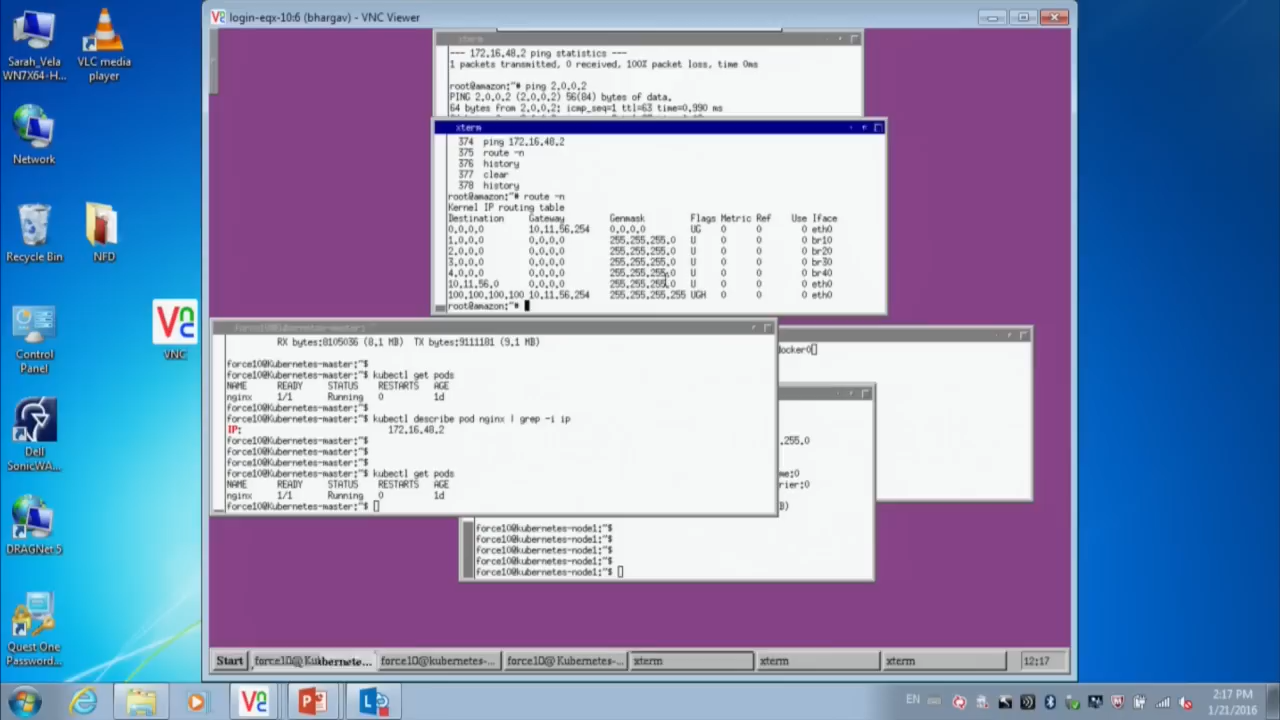 login-eqx-10:6 (bhargav) - VNC Viewer
Sarah_Vela
WN7X64-H...
VLC media
player
Network
Recycle Bin
NFD
Control
Panel
VNC
Dell
SonicWA...
DRAGNet 5
Quest One
Password...
xterm
--- 172.16.48.2 ping statistics ---
1 packets transmitted, 0 received, 100% packet loss, time 0ms
root@amazon:~# ping 2.0.0.2
PING 2.0.0.2 (2.0.0.2) 56(84) bytes of data.
64 bytes from 2.0.0.2: icmp_seq=1 ttl=63 time=0.990 ms
xterm
374 ping 172.16.48.2
375 route -n
376 history
377 clear
378 history
root@amazon:~# route -n
Kernel IP routing table
Destination Gateway Genmask Flags Metric Ref Use Iface
0.0.0.0 10.11.56.254 0.0.0.0 UG 0 0 0 eth0
1.0.0.0 0.0.0.0 255.255.255.0 U 0 0 0 br10
2.0.0.0 0.0.0.0 255.255.255.0 U 0 0 0 br20
3.0.0.0 0.0.0.0 255.255.255.0 U 0 0 0 br30
4.0.0.0 0.0.0.0 255.255.255.0 U 0 0 0 br40
10.11.56.0 0.0.0.0 255.255.255.0 U 0 0 0 eth0
100.100.100.100 10.11.56.254 255.255.255.255 UGH 0 0 0 eth0
root@amazon:~#
force10@Kubernetes-master: ~
RX bytes:8105036 (8.1 MB) TX bytes:9111181 (9.1 MB)
force10@Kubernetes-master:~$
force10@Kubernetes-master:~$ kubectl get pods
NAME READY STATUS RESTARTS AGE
nginx 1/1 Running 0 1d
force10@Kubernetes-master:~$
force10@Kubernetes-master:~$ kubectl describe pod nginx | grep -i ip
IP: 172.16.48.2
force10@Kubernetes-master:~$
force10@Kubernetes-master:~$
force10@Kubernetes-master:~$
force10@Kubernetes-master:~$ kubectl get pods
NAME READY STATUS RESTARTS AGE
nginx 1/1 Running 0 1d
force10@Kubernetes-master:~$
docker0
.255.0
me:0
rier:0
B)
force10@kubernetes-node1:~$
force10@kubernetes-node1:~$
force10@kubernetes-node1:~$
force10@kubernetes-node1:~$
force10@kubernetes-node1:~$
Start
force10@Kubernete...
force10@kubernetes-...
force10@Kubernetes-...
xterm
xterm
xterm
12:17
EN
2:17 PM
1/21/2016